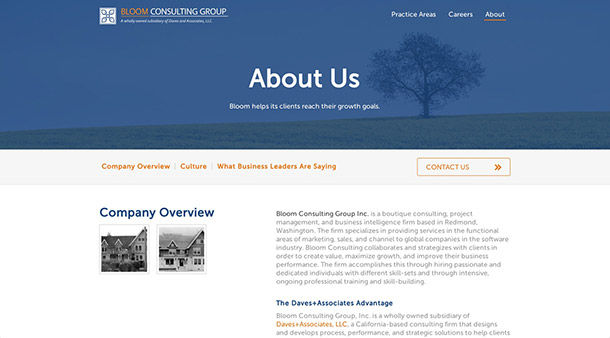 BLOOM CONSULTING GROUP
A wholly owned subsidiary of Daves and Associates, LLC.
Practice Areas
Careers
About
About Us
Bloom helps its clients reach their growth goals.
Company Overview
Culture
What Business Leaders Are Saying
CONTACT US
Company Overview
Bloom Consulting Group Inc. is a boutique consulting, project
management, and business intelligence firm based in Redmond,
Washington. The firm specializes in providing services in the functional
areas of marketing, sales, and channel to global companies in the software
industry. Bloom Consulting collaborates and strategizes with clients in
order to create value, maximize growth, and improve their business
performance. The firm accomplishes this through hiring passionate and
dedicated individuals with different skill-sets and through intensive,
ongoing professional training and skill-building.
The Daves+Associates Advantage
Bloom Consulting Group, Inc. is a wholly owned subsidiary of
Daves+Associates, LLC, a California-based consulting firm that designs
and develops process, performance, and strategic solutions to help clients